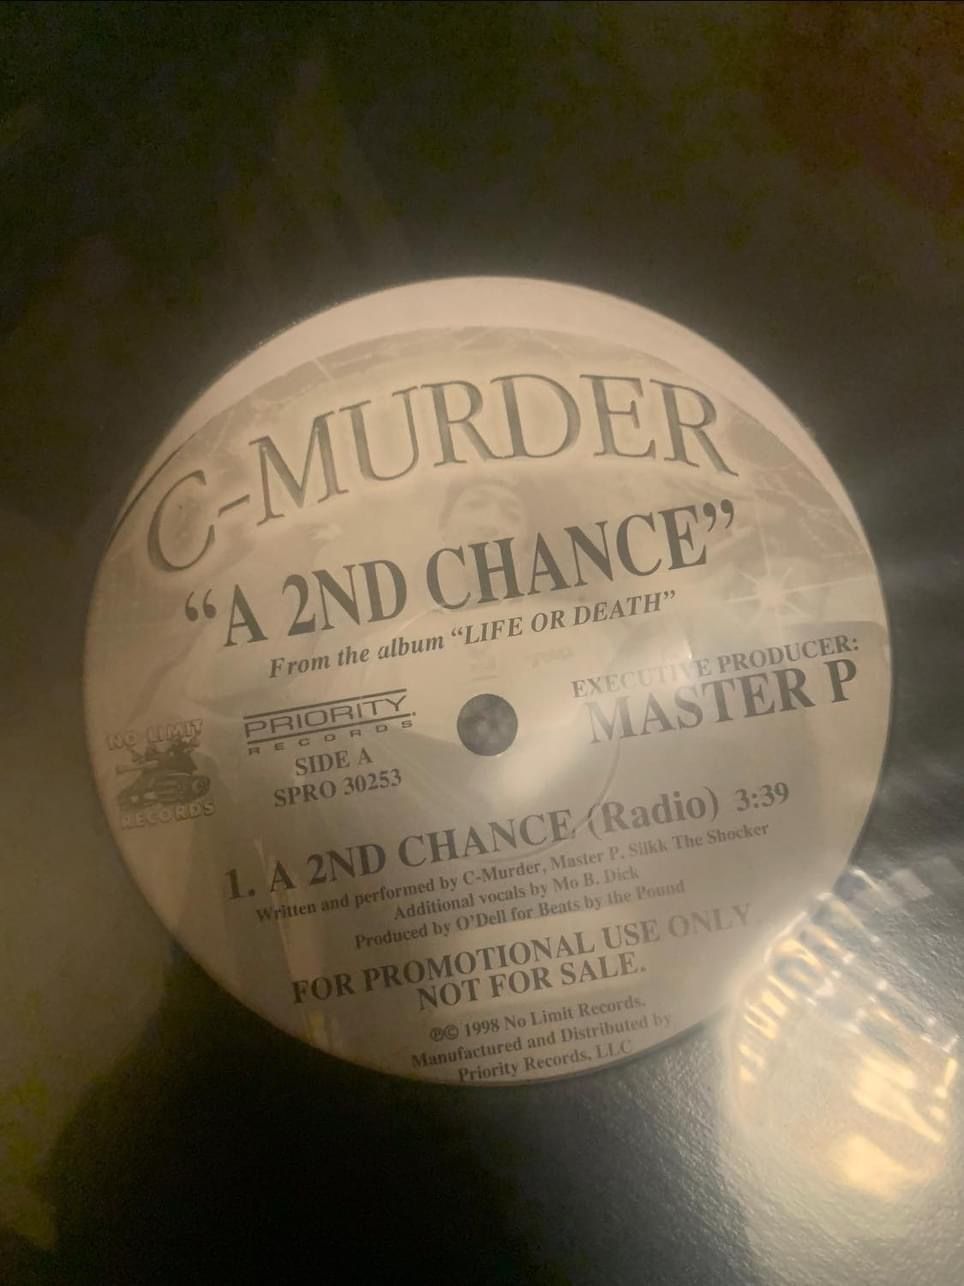 C-MURDER
“A 2ND CHANCE”
From the album “LIFE OR DEATH”
EXECUTIVE PRODUCER:
MASTER P
NO LIMIT
RECORDS
PRIORITY
RECORDS
SIDE A
SPRO 30253
1. A 2ND CHANCE (Radio) 3:39
Written and performed by C-Murder, Master P, Silkk The Shocker
Additional vocals by Mo B. Dick
Produced by O’Dell for Beats by the Pound
FOR PROMOTIONAL USE ONLY.
NOT FOR SALE.
℗© 1998 No Limit Records.
Manufactured and Distributed by
Priority Records, LLC